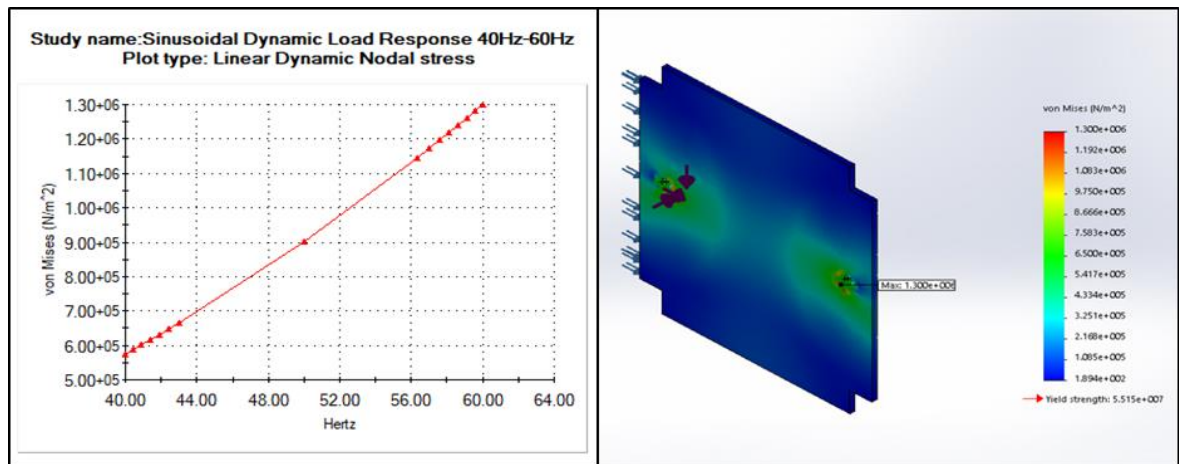 Study name:Sinusoidal Dynamic Load Response 40Hz-60Hz
Plot type: Linear Dynamic Nodal stress
1.30+06
1.20+06
1.10+06
1.00+06
9.00+05
8.00+05
7.00+05
6.00+05
5.00+05
von Mises (N/m^2)
40.00
44.00
48.00
52.00
56.00
60.00
64.00
Hertz
von Mises (N/m^2)
1.300e+006
1.192e+006
1.083e+006
9.750e+005
8.666e+005
7.583e+005
6.500e+005
5.417e+005
4.334e+005
3.251e+005
2.168e+005
1.085e+005
1.894e+002
Yield strength: 5.515e+007
Max: 1.300e+006